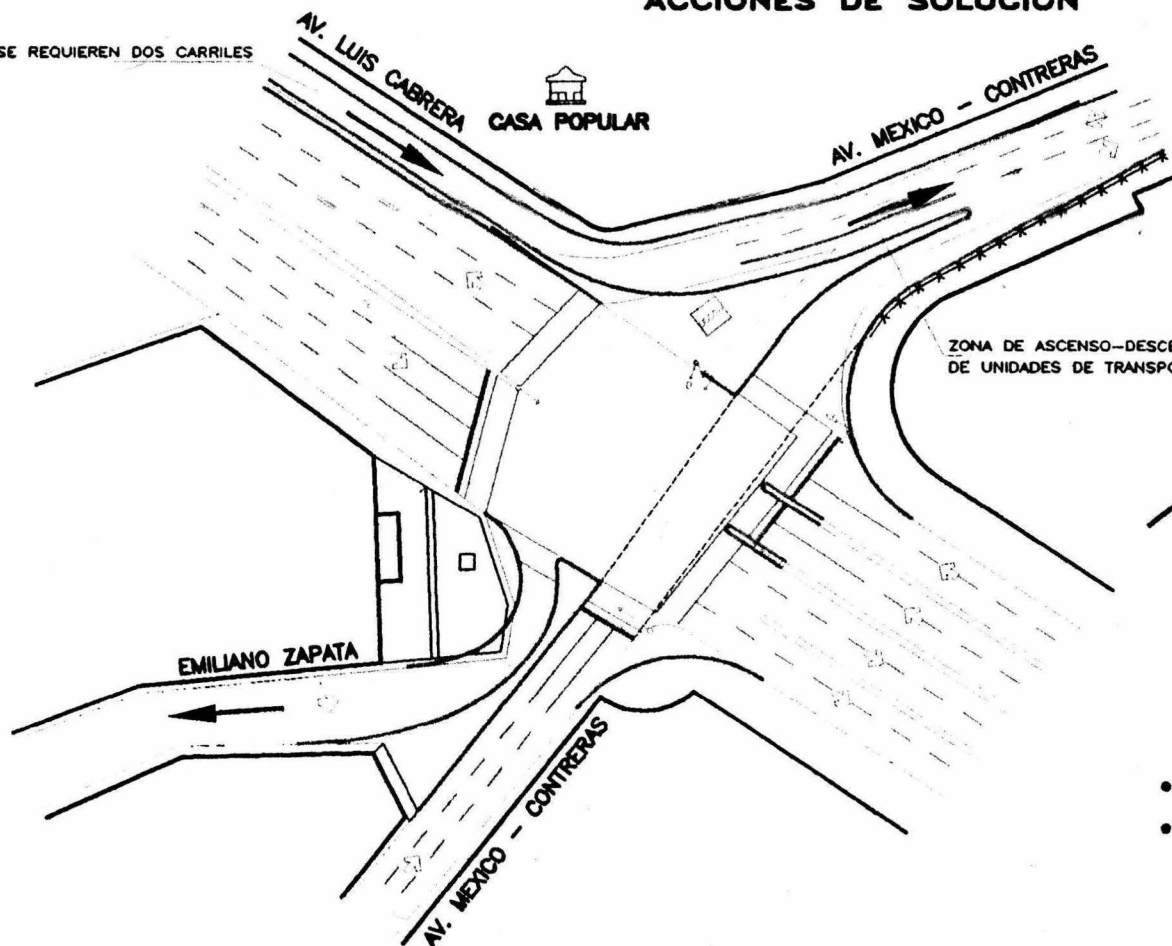 ACCIONES DE SOLUCION
SE REQUIEREN DOS CARRILES
AV. LUIS CABRERA
CASA POPULAR
AV. MEXICO - CONTRERAS
ZONA DE ASCENSO-DESCE
DE UNIDADES DE TRANSPO
EMILIANO ZAPATA
AV. MEXICO - CONTRERAS